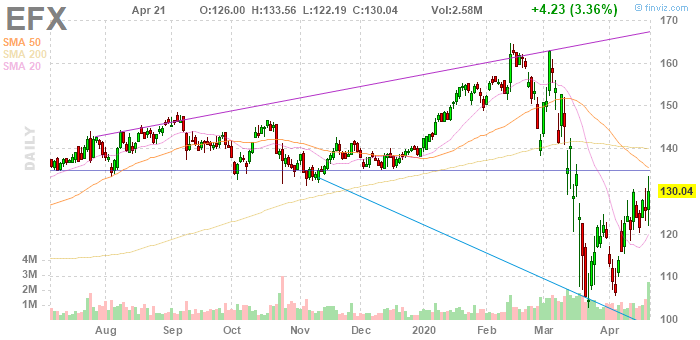 EFX Apr 21 O:126.00 H:133.56 L:122.19 C:130.04 Vol:2.58M +4.23 (3.36%)
© finviz.com
SMA 50
SMA 200
SMA 20
DAILY
170
160
150
140
130
130.04
120
110
100
4M
3M
2M
1M
Aug Sep Oct Nov Dec 2020 Feb Mar Apr